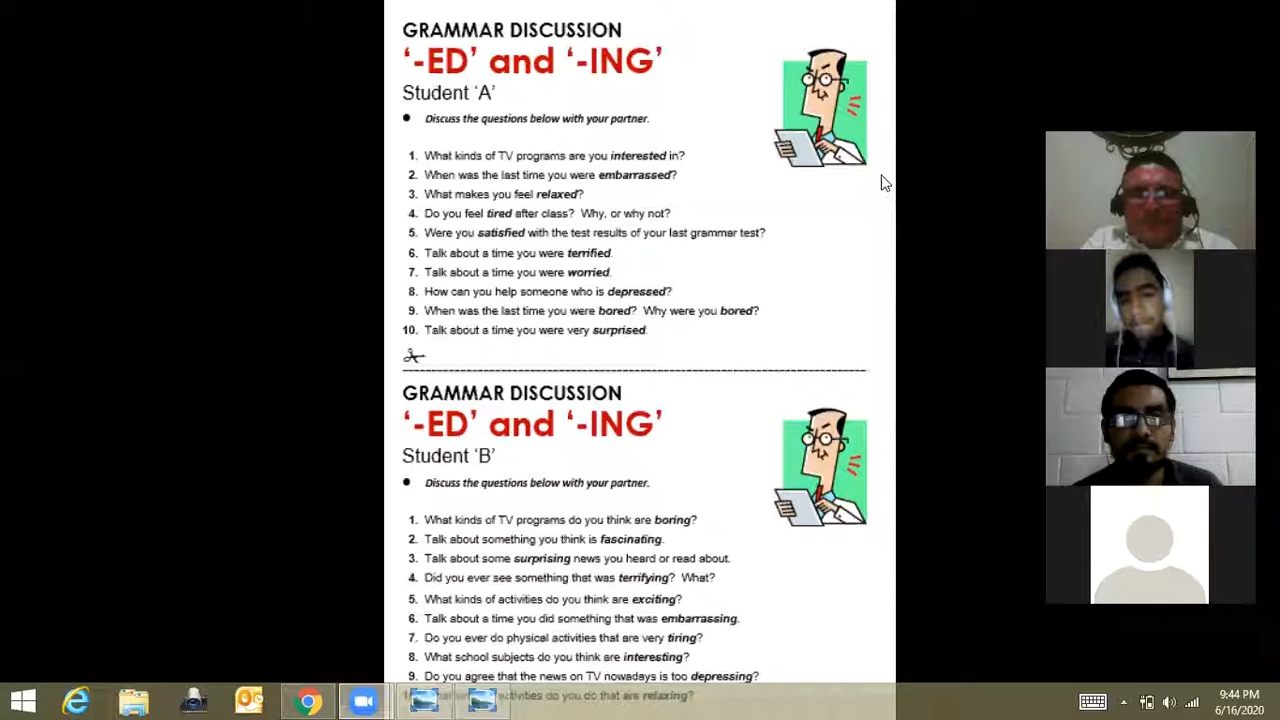 GRAMMAR DISCUSSION
‘-ED’ and ‘-ING’
Student ‘A’
● Discuss the questions below with your partner.
1. What kinds of TV programs are you interested in?
2. When was the last time you were embarrassed?
3. What makes you feel relaxed?
4. Do you feel tired after class? Why, or why not?
5. Were you satisfied with the test results of your last grammar test?
6. Talk about a time you were terrified.
7. Talk about a time you were worried.
8. How can you help someone who is depressed?
9. When was the last time you were bored? Why were you bored?
10. Talk about a time you were very surprised.
GRAMMAR DISCUSSION
‘-ED’ and ‘-ING’
Student ‘B’
● Discuss the questions below with your partner.
1. What kinds of TV programs do you think are boring?
2. Talk about something you think is fascinating.
3. Talk about some surprising news you heard or read about.
4. Did you ever see something that was terrifying? What?
5. What kinds of activities do you think are exciting?
6. Talk about a time you did something that was embarrassing.
7. Do you ever do physical activities that are very tiring?
8. What school subjects do you think are interesting?
9. Do you agree that the news on TV nowadays is too depressing?
activities do you do that are relaxing?
9:44 PM
6/16/2020